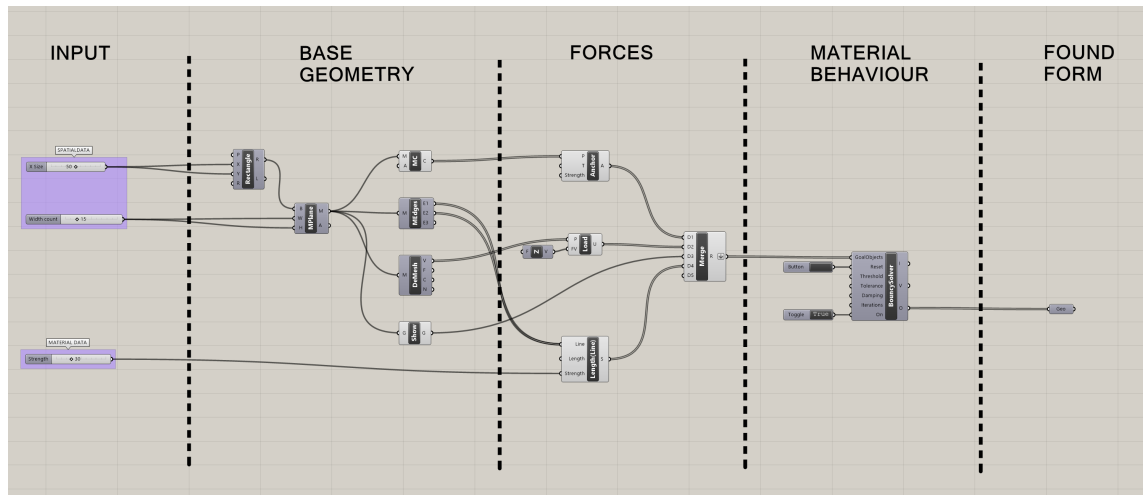 INPUT
BASE
GEOMETRY
FORCES
MATERIAL
BEHAVIOUR
FOUND
FORM
SPATIALDATA
X Size 50
Width count 15
MATERIAL DATA
Strength 30
P
X
Y
R
Rectangle
R
L
B
W
H
MPlane
M
A
M
A
MC
C
M
MEdges
E1
E2
E3
M
DeMesh
V
F
C
N
G
Show
G
P
T
Strength
Anchor
A
F
Z
V
P
FV
Load
U
Line
Length
Strength
Length(Line)
S
D1
D2
D3
D4
D5
Merge
R
Button
Toggle True
GoalObjects
Reset
Threshold
Tolerance
Damping
Iterations
On
BouncySolver
I
V
O
Geo